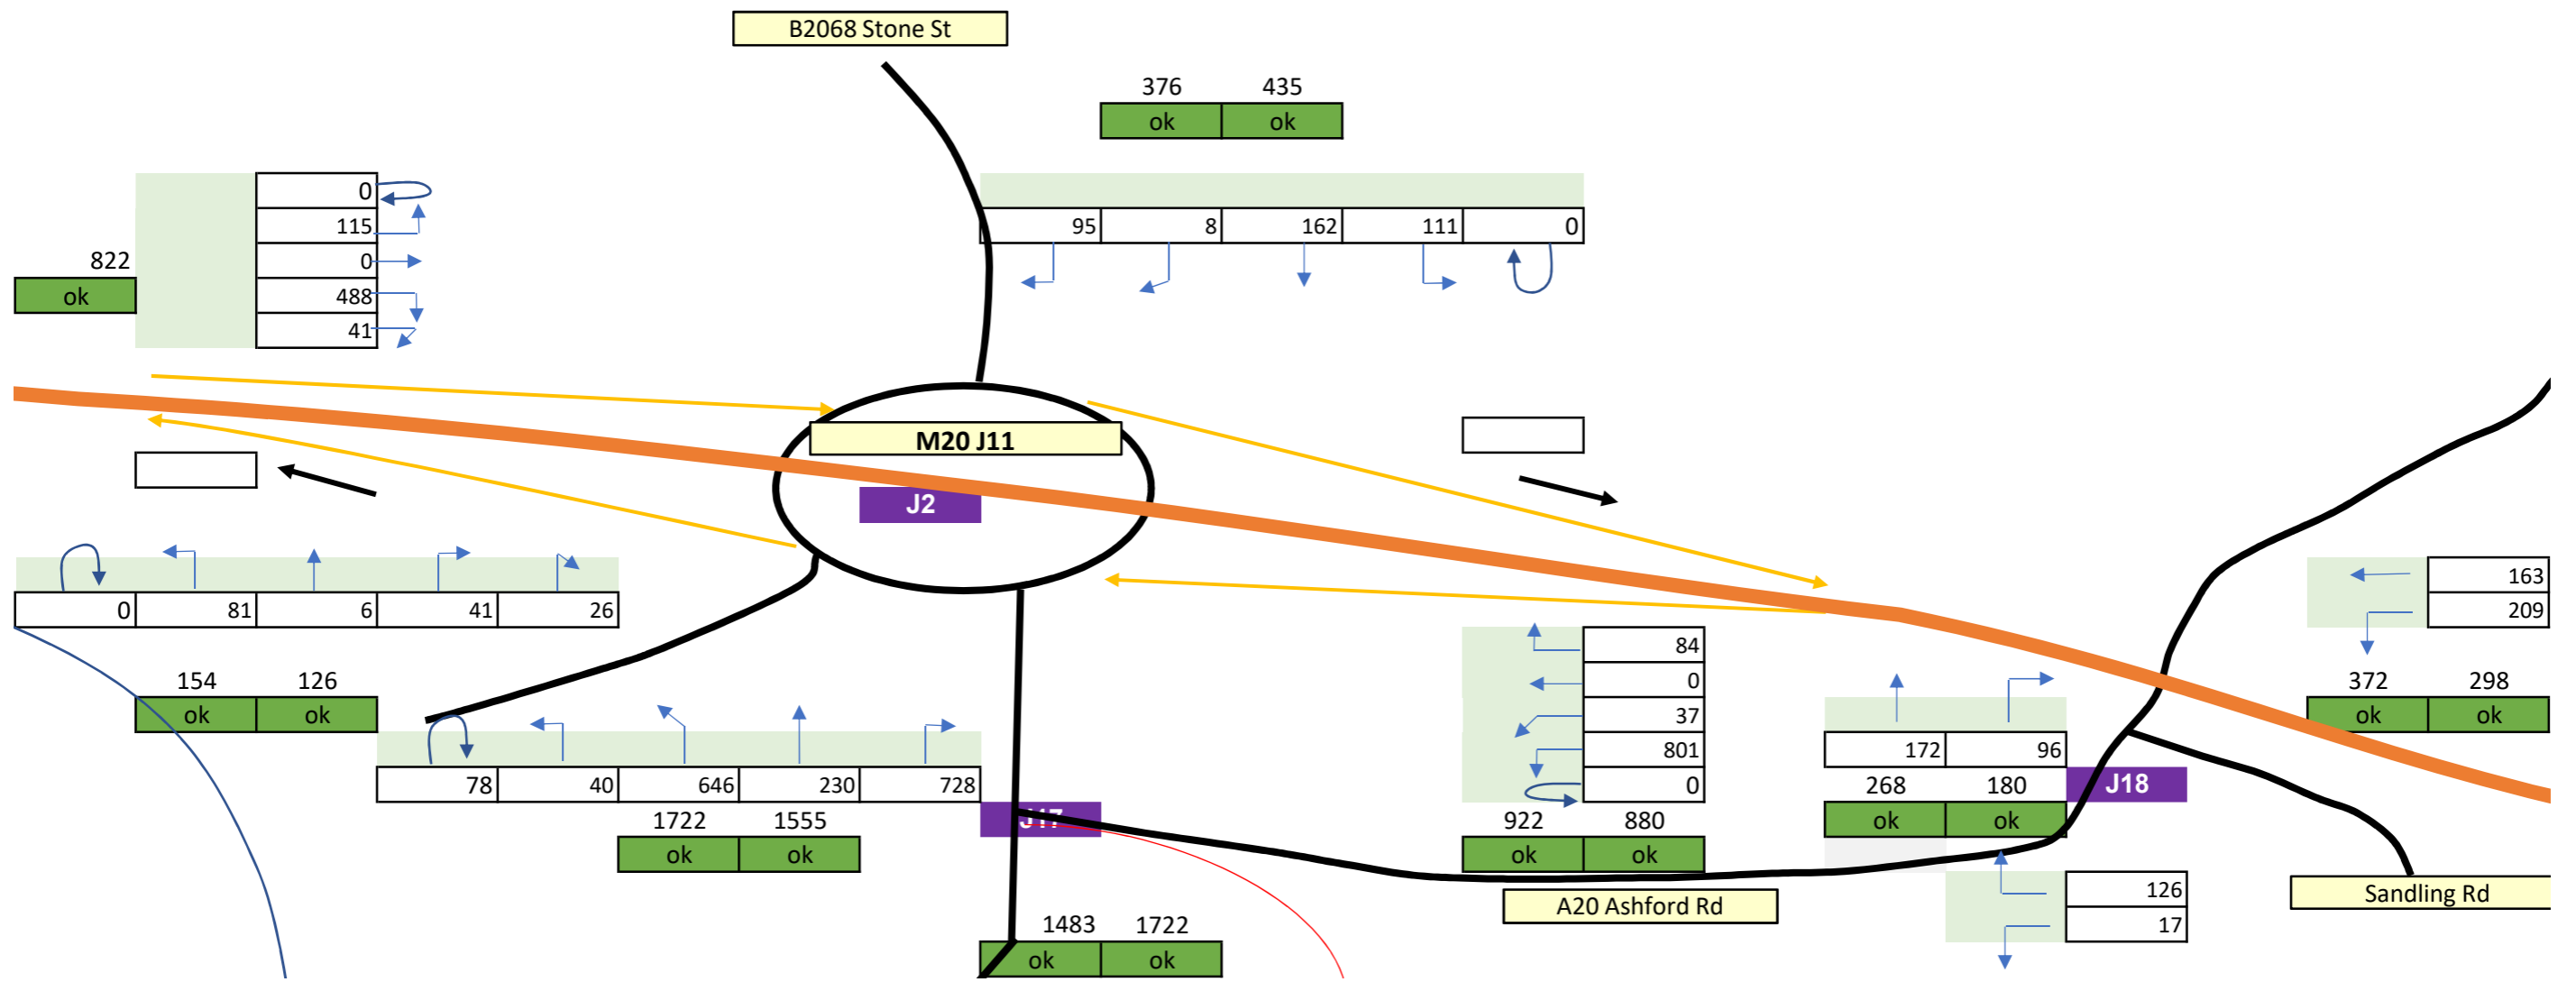 B2068 Stone St
376 435
ok ok
0
115
0
488
41
822
ok
95 8 162 111 0
M20 J11
J2
0 81 6 41 26
154 126
ok ok
78 40 646 230 728
1722 1555
ok ok
J17
1483 1722
ok ok
84
0
37
801
0
922 880
ok ok
A20 Ashford Rd
172 96
268 180
ok ok
J18
126
17
163
209
372 298
ok ok
Sandling Rd